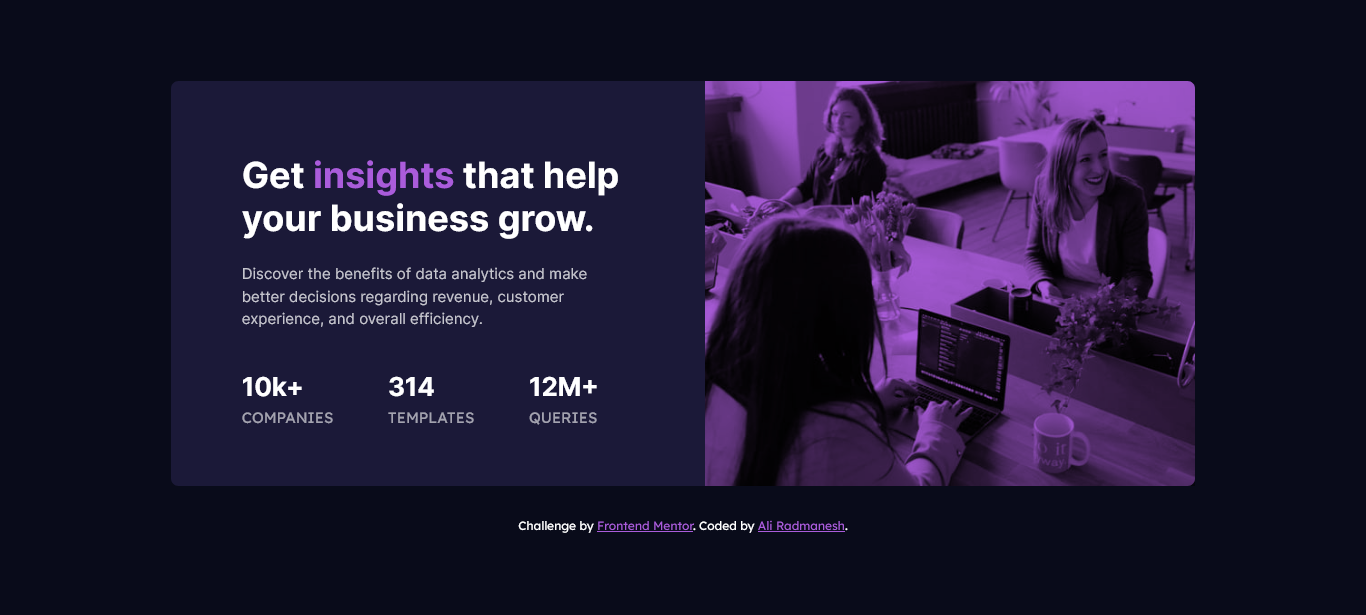 Get insights that help
your business grow.
Discover the benefits of data analytics and make
better decisions regarding revenue, customer
experience, and overall efficiency.
10k+ 314 12M+
COMPANIES TEMPLATES QUERIES
Challenge by Frontend Mentor. Coded by Ali Radmanesh.